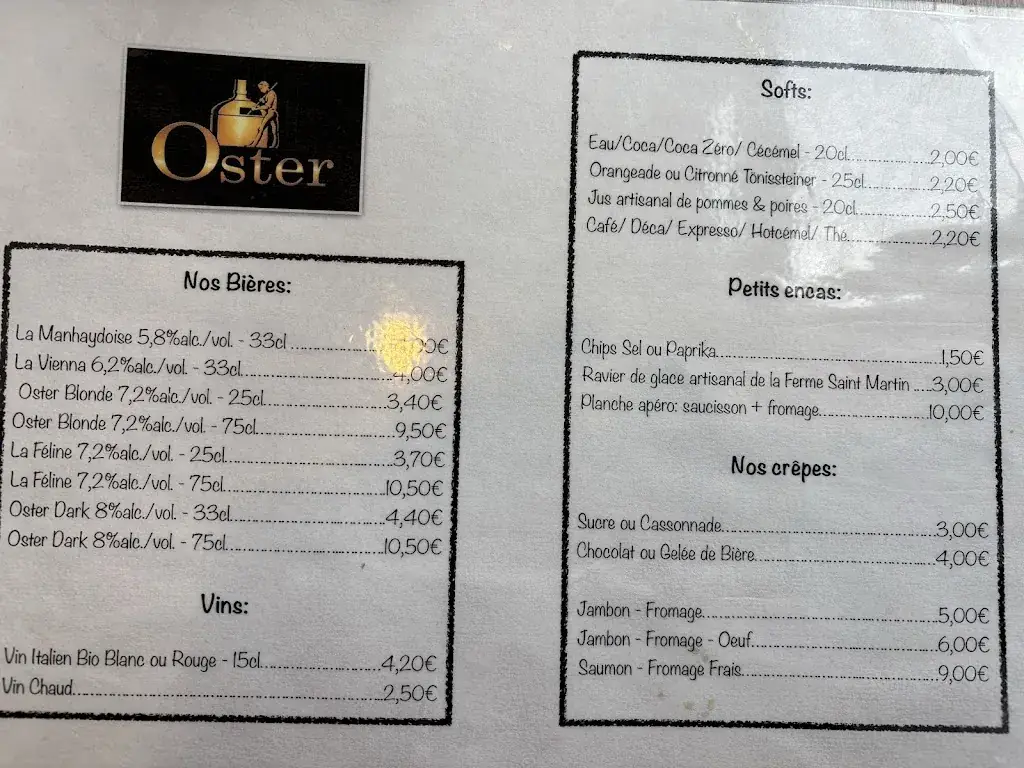 Oster
Nos Bières:
La Manhaydoise 5,8%alc./vol. - 33cl
La Vienna 6,2%alc./vol. - 33cl............4,00€
Oster Blonde 7,2%alc./vol. - 25cl............3,40€
Oster Blonde 7,2%alc./vol. - 75cl............9,50€
La Féline 7,2%alc./vol. - 25cl............3,70€
La Féline 7,2%alc./vol. - 75cl............10,50€
Oster Dark 8%alc./vol. - 33cl............4,40€
Oster Dark 8%alc./vol. - 75cl............10,50€
Vins:
Vin Italien Bio Blanc ou Rouge - 15cl............4,20€
Vin Chaud............2,50€
Softs:
Eau/Coca/Coca Zéro/ Cécémel - 20cl............2,00€
Orangeade ou Citronné Tonissteiner - 25cl............2,20€
Jus artisanal de pommes & poires - 20cl............2,50€
Café/ Déca/ Expresso/ Hotcémel/ Thé............2,20€
Petits encas:
Chips Sel ou Paprika............1,50€
Ravier de glace artisanal de la Ferme Saint Martin .....3,00€
Planche apéro: saucisson + fromage............10,00€
Nos crêpes:
Sucre ou Cassonnade............3,00€
Chocolat ou Gelée de Bière............4,00€
Jambon - Fromage............5,00€
Jambon - Fromage - Oeuf............6,00€
Saumon - Fromage Frais............9,00€